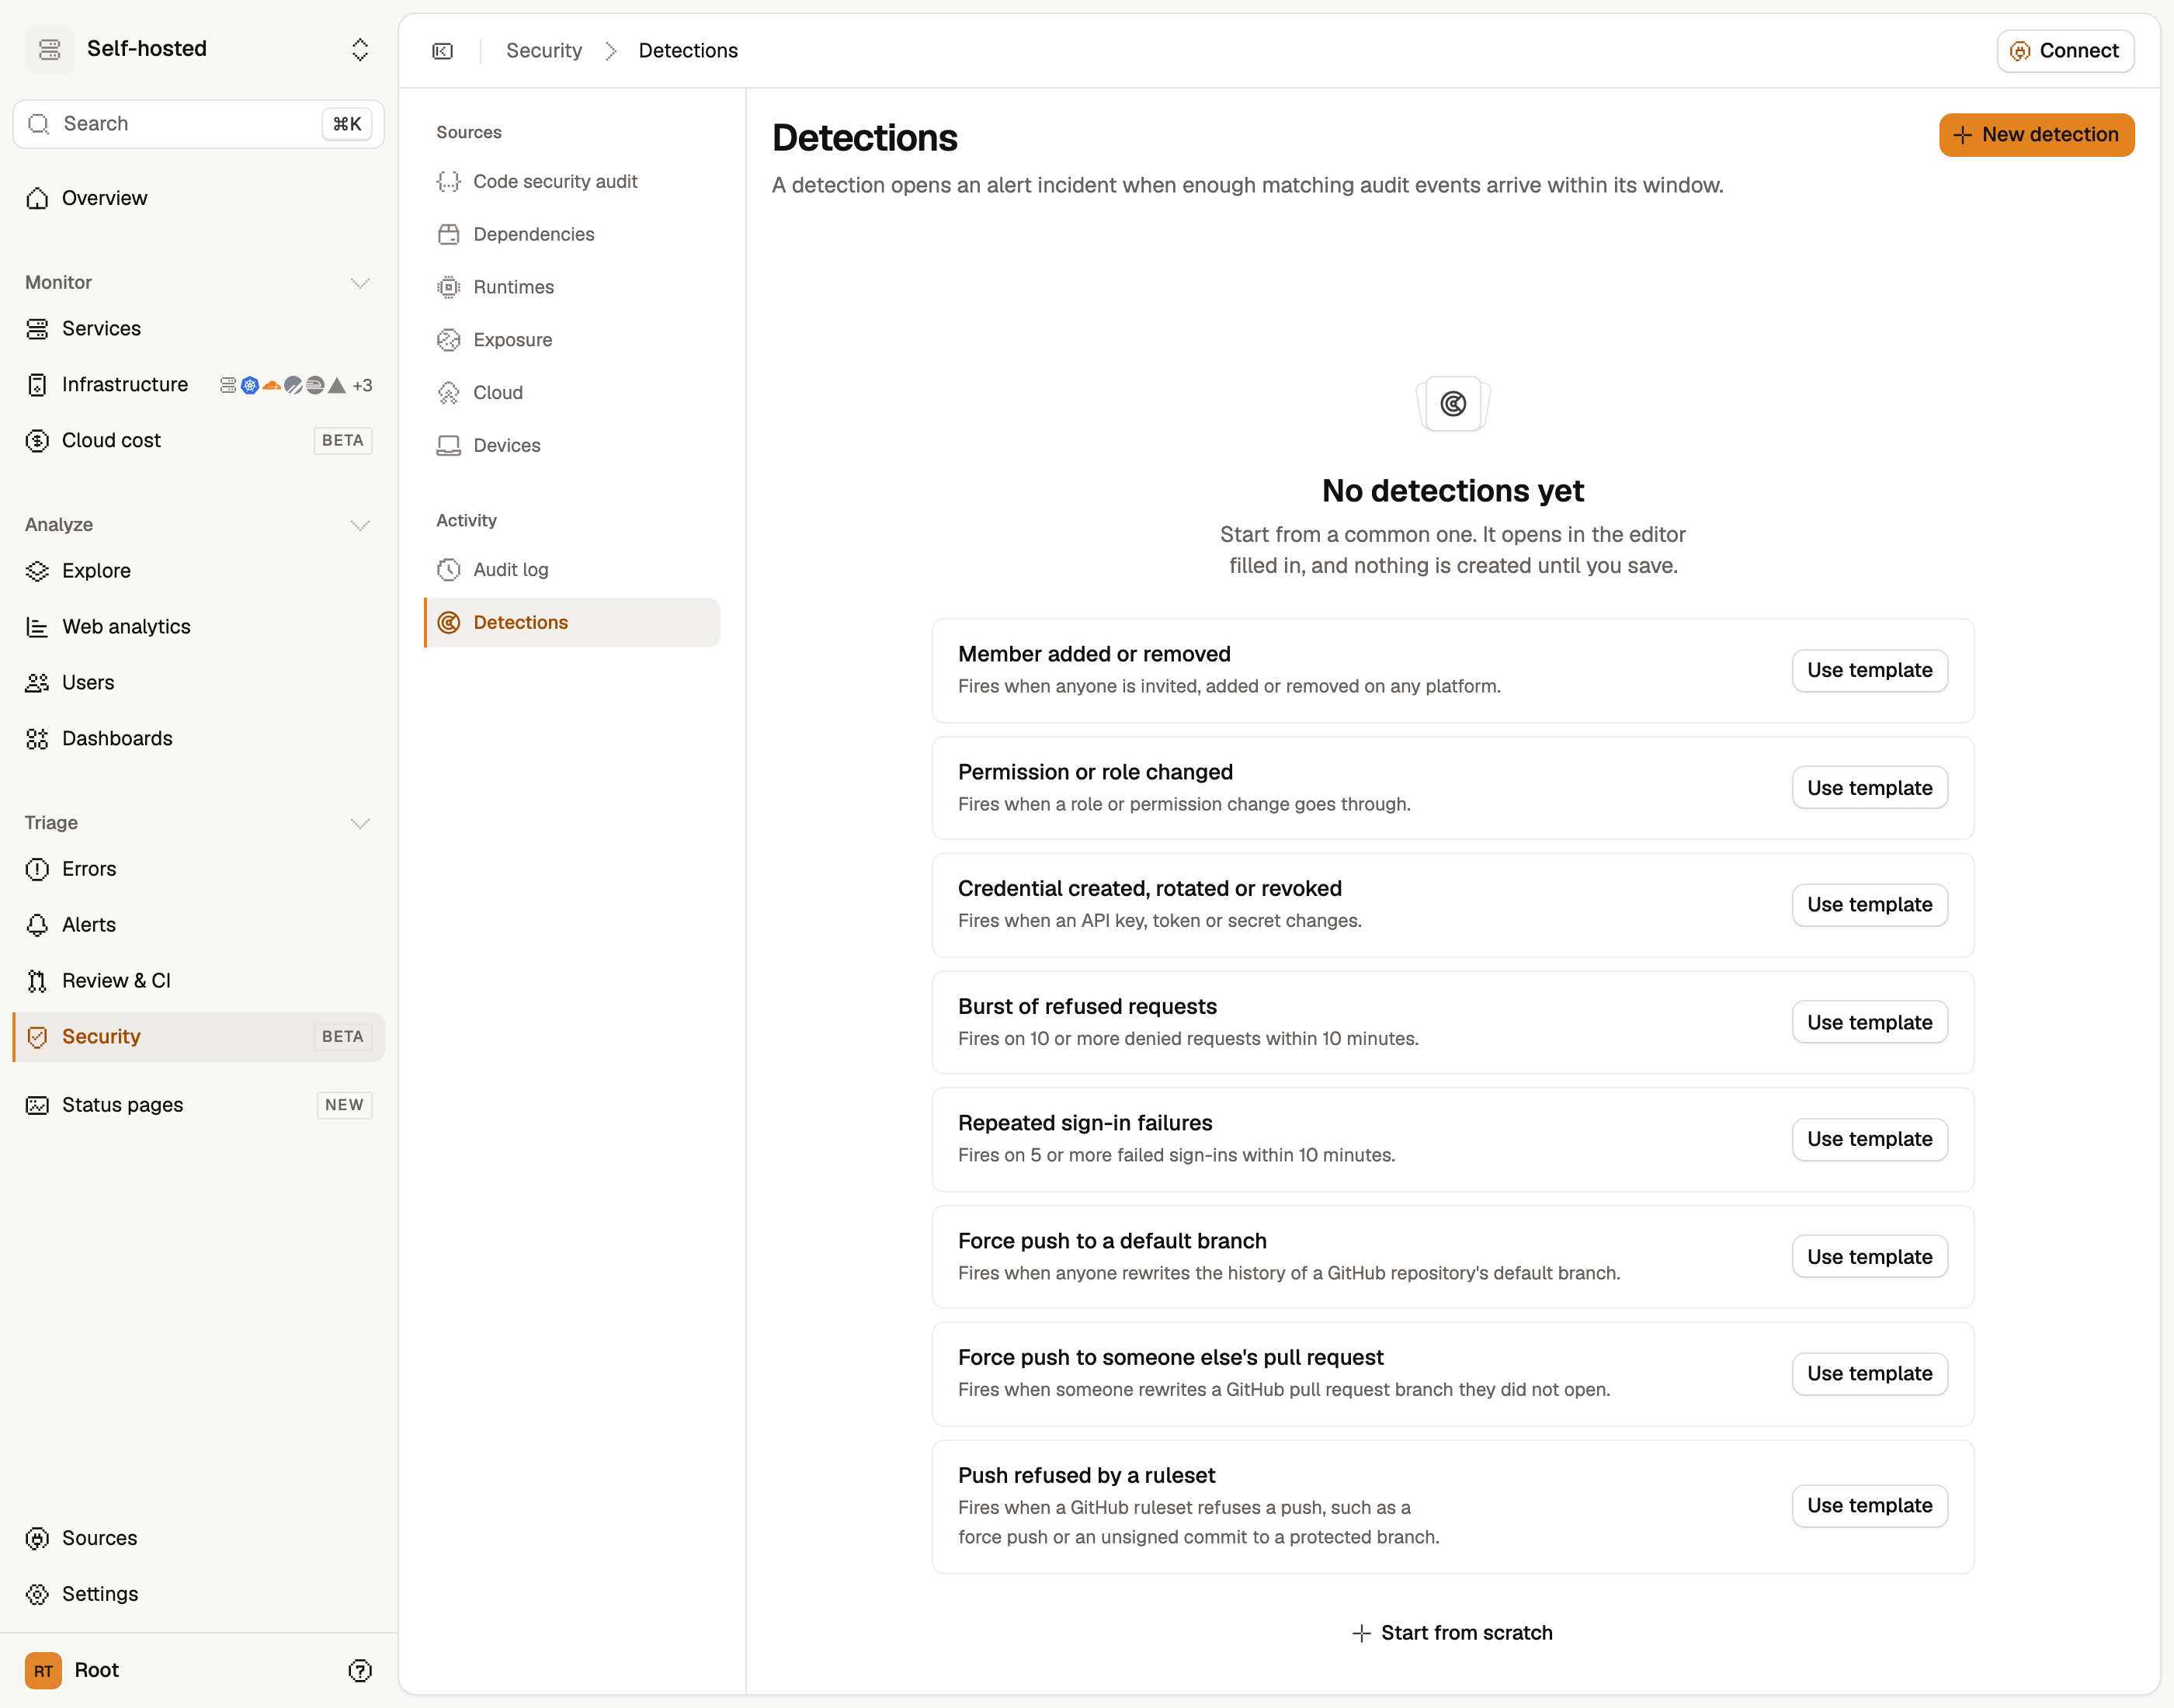 Self-hosted
Search
⌘K
Overview
Monitor
Services
Infrastructure
+3
Cloud cost
BETA
Analyze
Explore
Web analytics
Users
Dashboards
Triage
Errors
Alerts
Review & CI
Security
BETA
Status pages
NEW
Sources
Settings
RT
Root
Security
Detections
Connect
Sources
Code security audit
Dependencies
Runtimes
Exposure
Cloud
Devices
Activity
Audit log
Detections
Detections
New detection
A detection opens an alert incident when enough matching audit events arrive within its window.
No detections yet
Start from a common one. It opens in the editor
filled in, and nothing is created until you save.
Member added or removed
Fires when anyone is invited, added or removed on any platform.
Use template
Permission or role changed
Fires when a role or permission change goes through.
Use template
Credential created, rotated or revoked
Fires when an API key, token or secret changes.
Use template
Burst of refused requests
Fires on 10 or more denied requests within 10 minutes.
Use template
Repeated sign-in failures
Fires on 5 or more failed sign-ins within 10 minutes.
Use template
Force push to a default branch
Fires when anyone rewrites the history of a GitHub repository's default branch.
Use template
Force push to someone else's pull request
Fires when someone rewrites a GitHub pull request branch they did not open.
Use template
Push refused by a ruleset
Fires when a GitHub ruleset refuses a push, such as a
force push or an unsigned commit to a protected branch.
Use template
Start from scratch